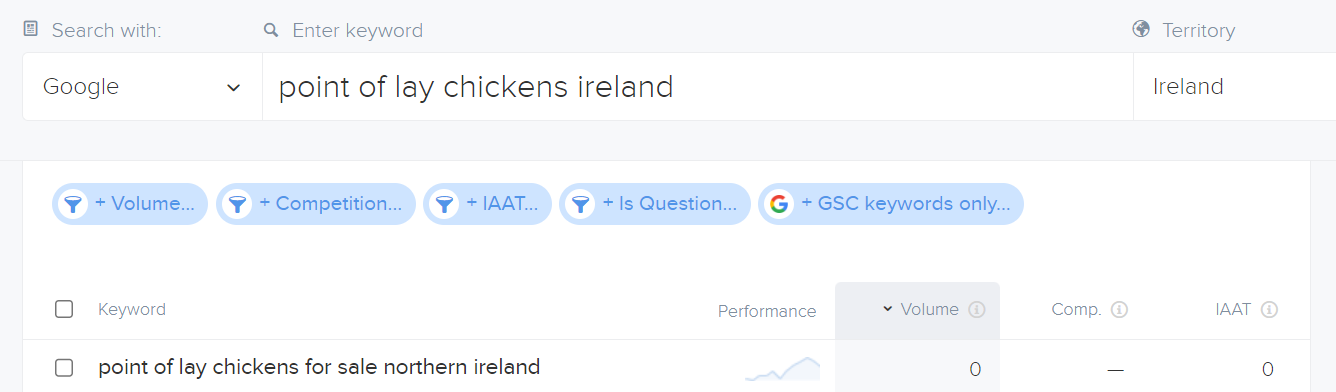 Search with: Enter keyword Territory
Google point of lay chickens ireland Ireland
+ Volume... + Competition... + IAAT... + Is Question... + GSC keywords only...
Keyword Performance Volume Comp. IAAT
point of lay chickens for sale northern ireland 0 — 0